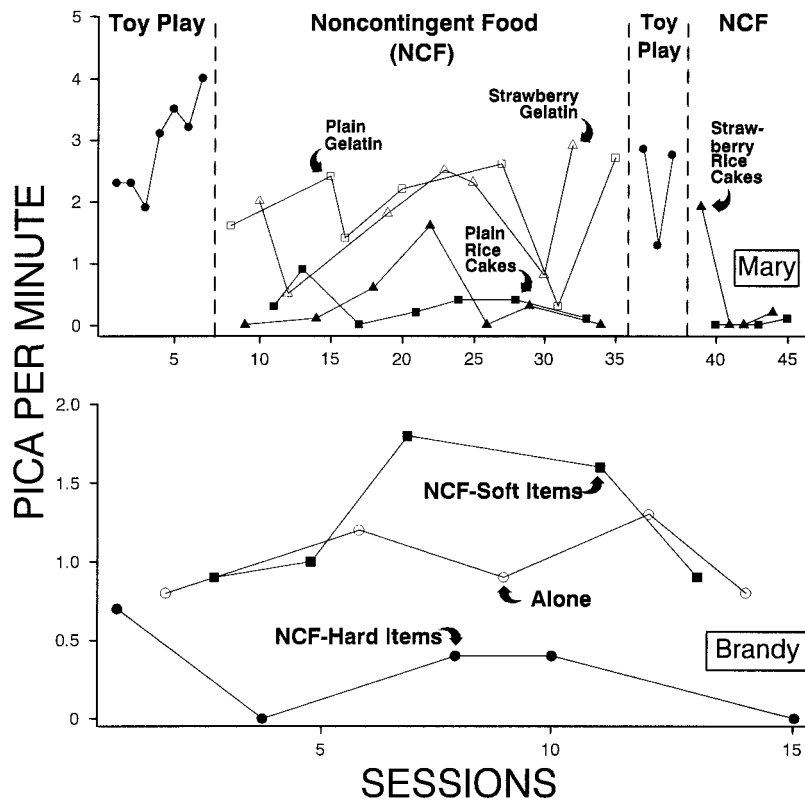 PICA PER MINUTE
5
4
3
2
1
0
Toy Play
Noncontingent Food
(NCF)
Toy
Play
NCF
Plain
Gelatin
Strawberry
Gelatin
Plain
Rice
Cakes
Straw-
berry
Rice
Cakes
Mary
5
10
15
20
25
30
35
40
45
2.0
1.5
1.0
0.5
0
NCF-Soft Items
Alone
NCF-Hard Items
Brandy
5
10
15
SESSIONS